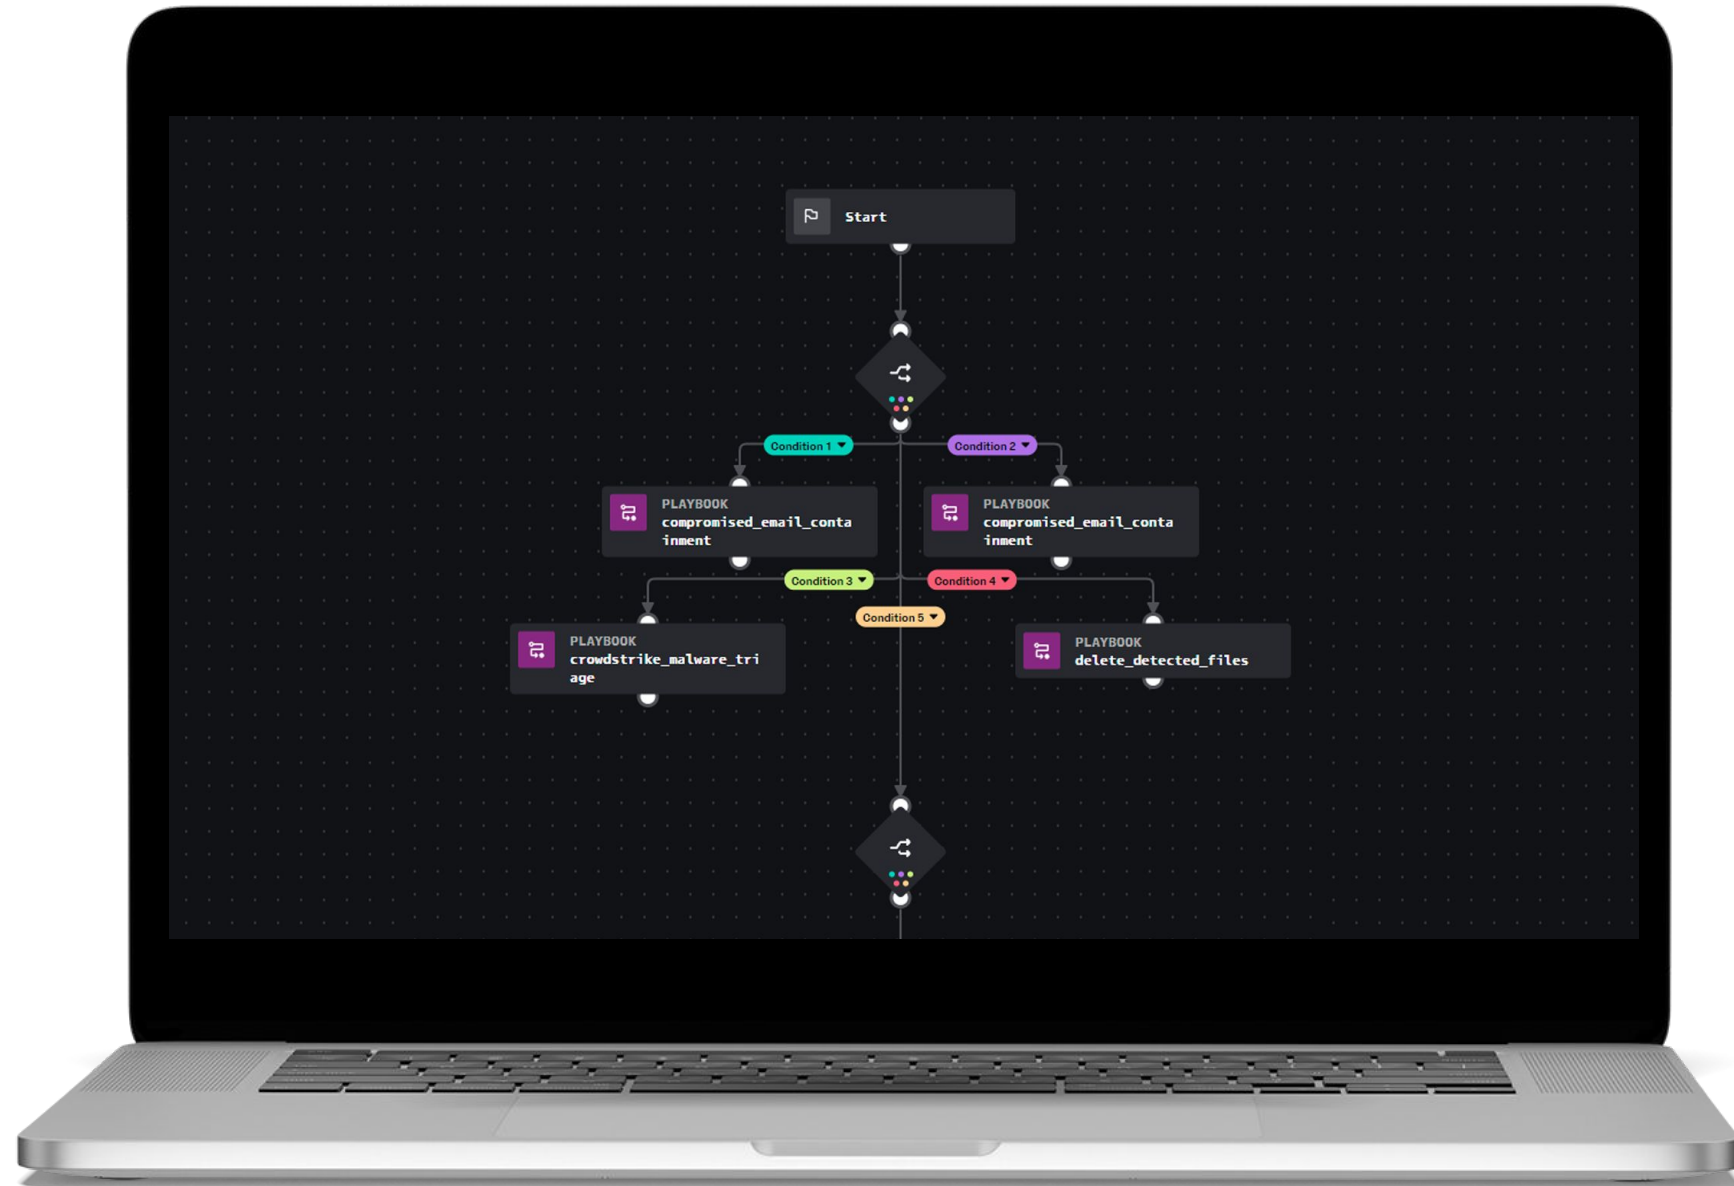 Start
Condition 1
Condition 2
PLAYBOOK
compromised_email_conta
inment
PLAYBOOK
compromised_email_conta
inment
Condition 3
Condition 4
Condition 5
PLAYBOOK
crowdstrike_malware_tri
age
PLAYBOOK
delete_detected_files